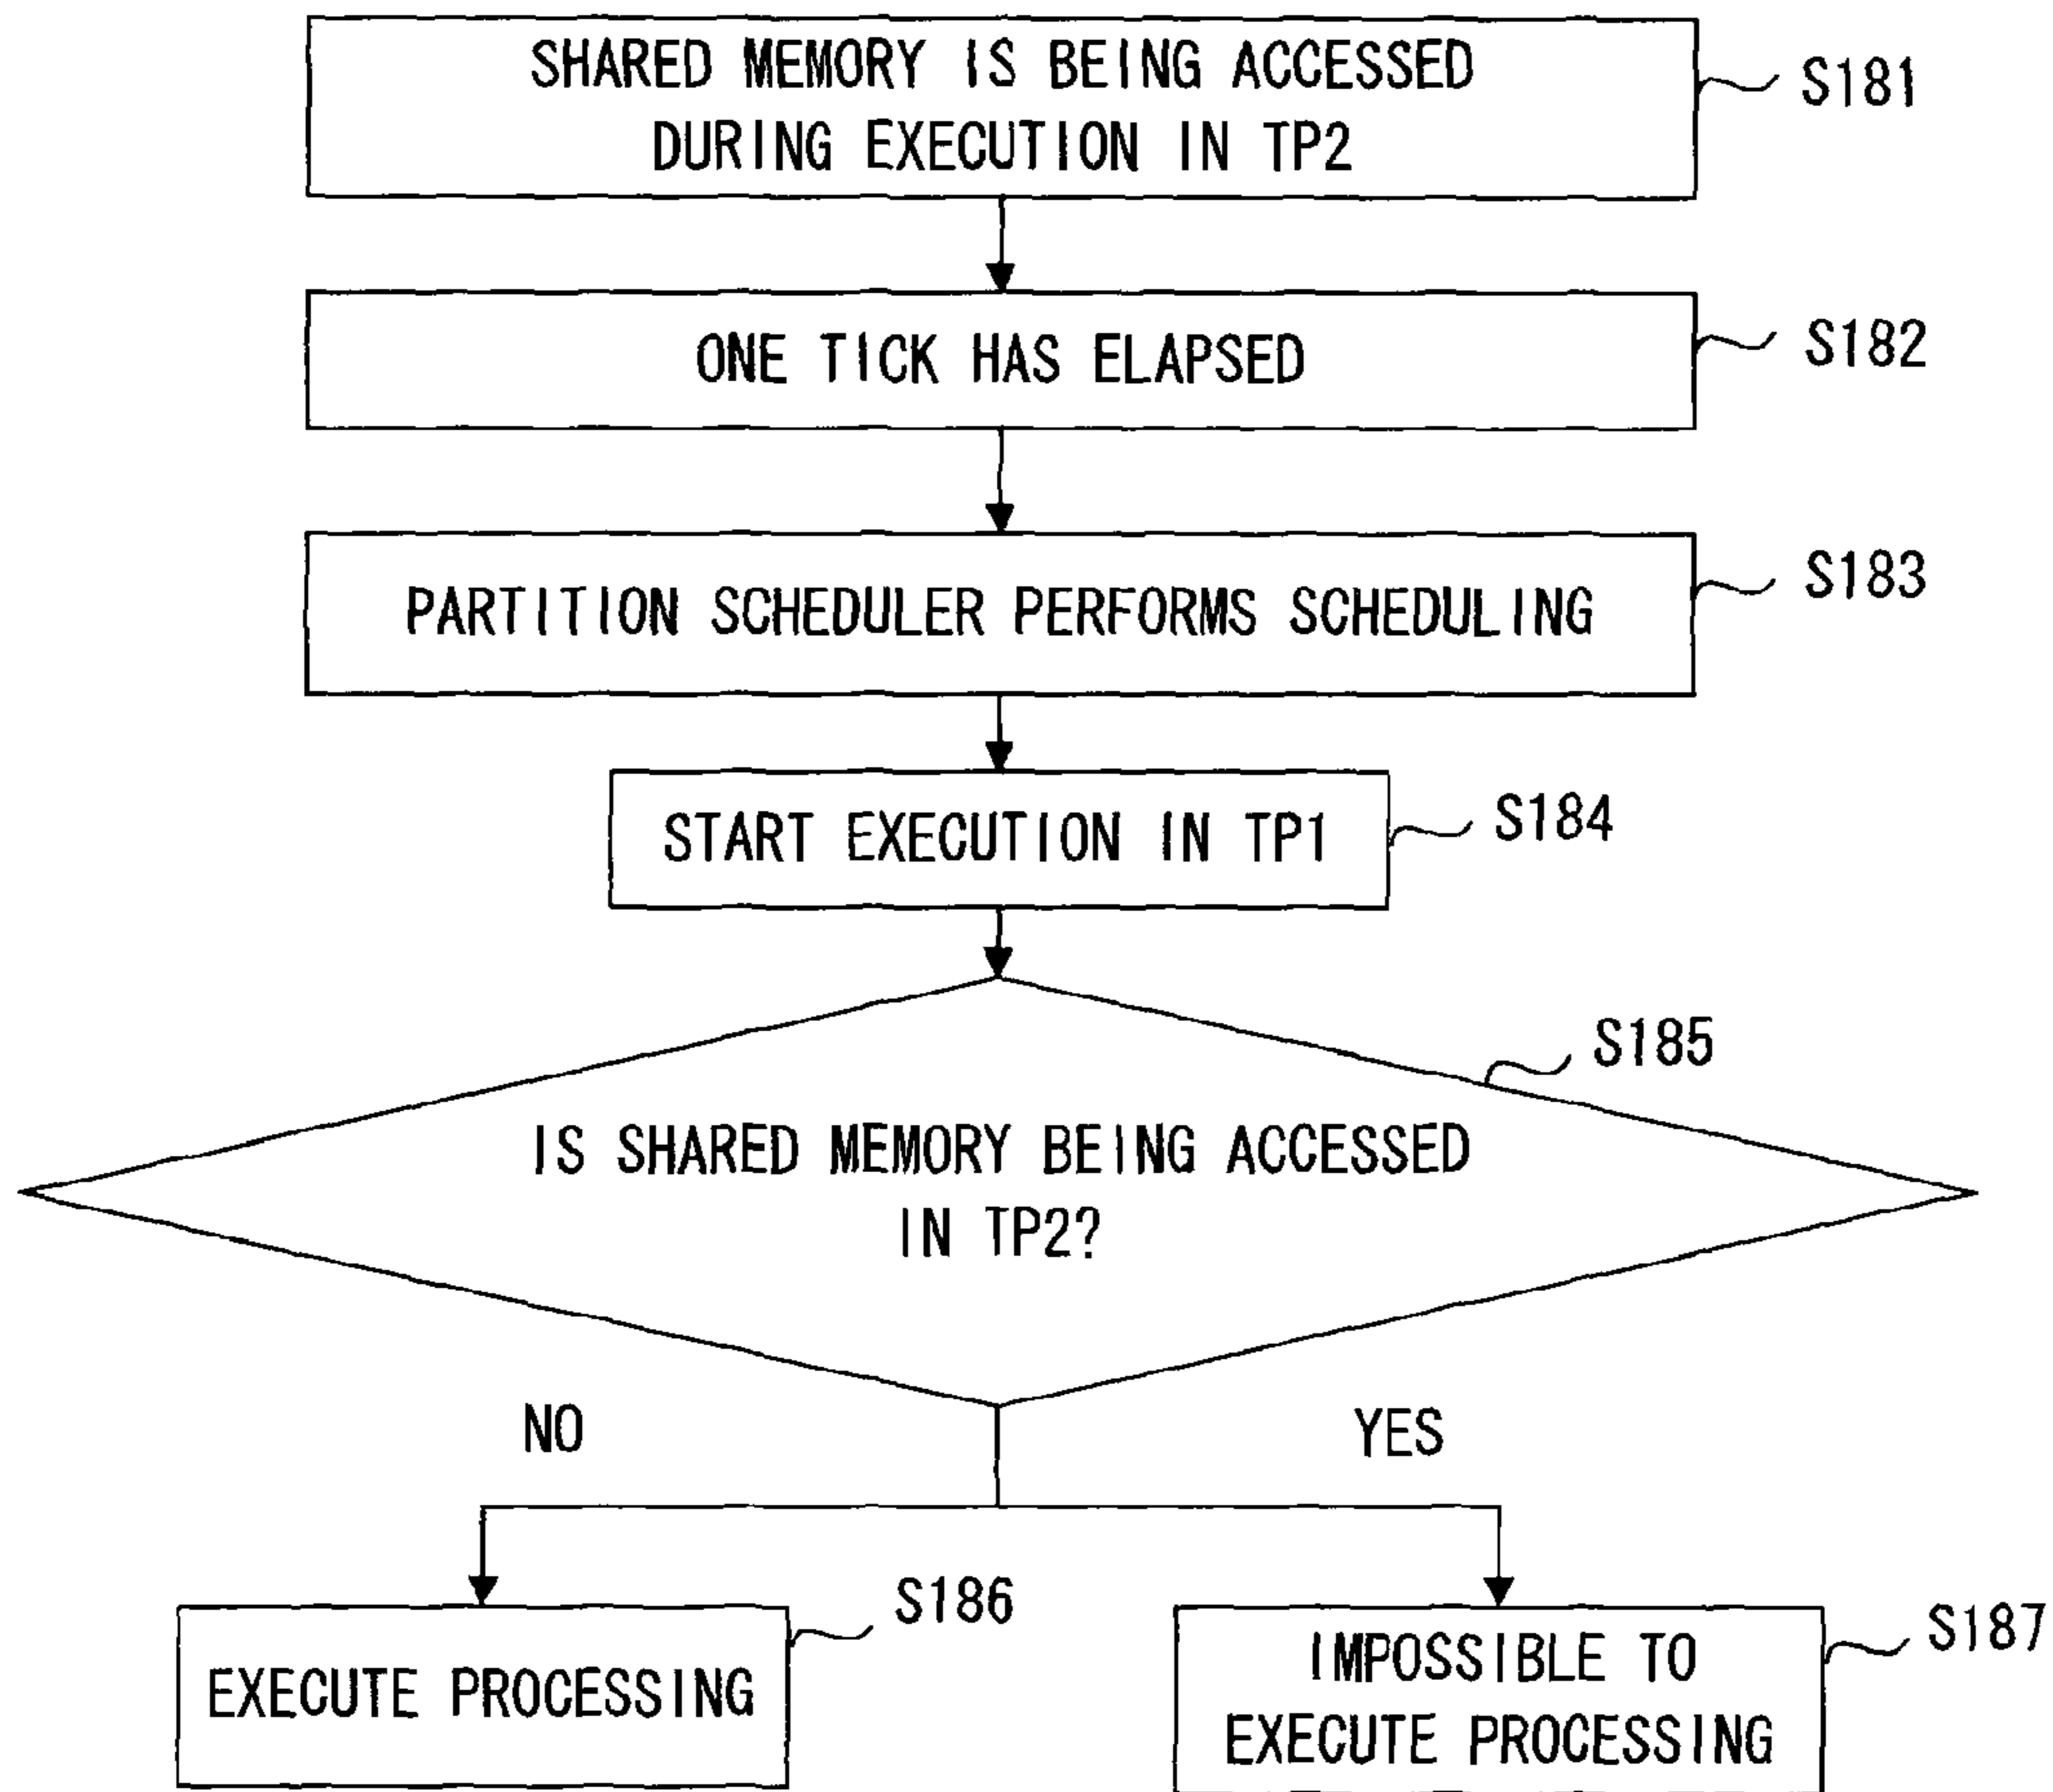 SHARED MEMORY IS BEING ACCESSED
DURING EXECUTION IN TP2
S181
ONE TICK HAS ELAPSED
S182
PARTITION SCHEDULER PERFORMS SCHEDULING
S183
START EXECUTION IN TP1
S184
S185
IS SHARED MEMORY BEING ACCESSED
IN TP2?
NO
YES
S186
EXECUTE PROCESSING
S187
IMPOSSIBLE TO
EXECUTE PROCESSING